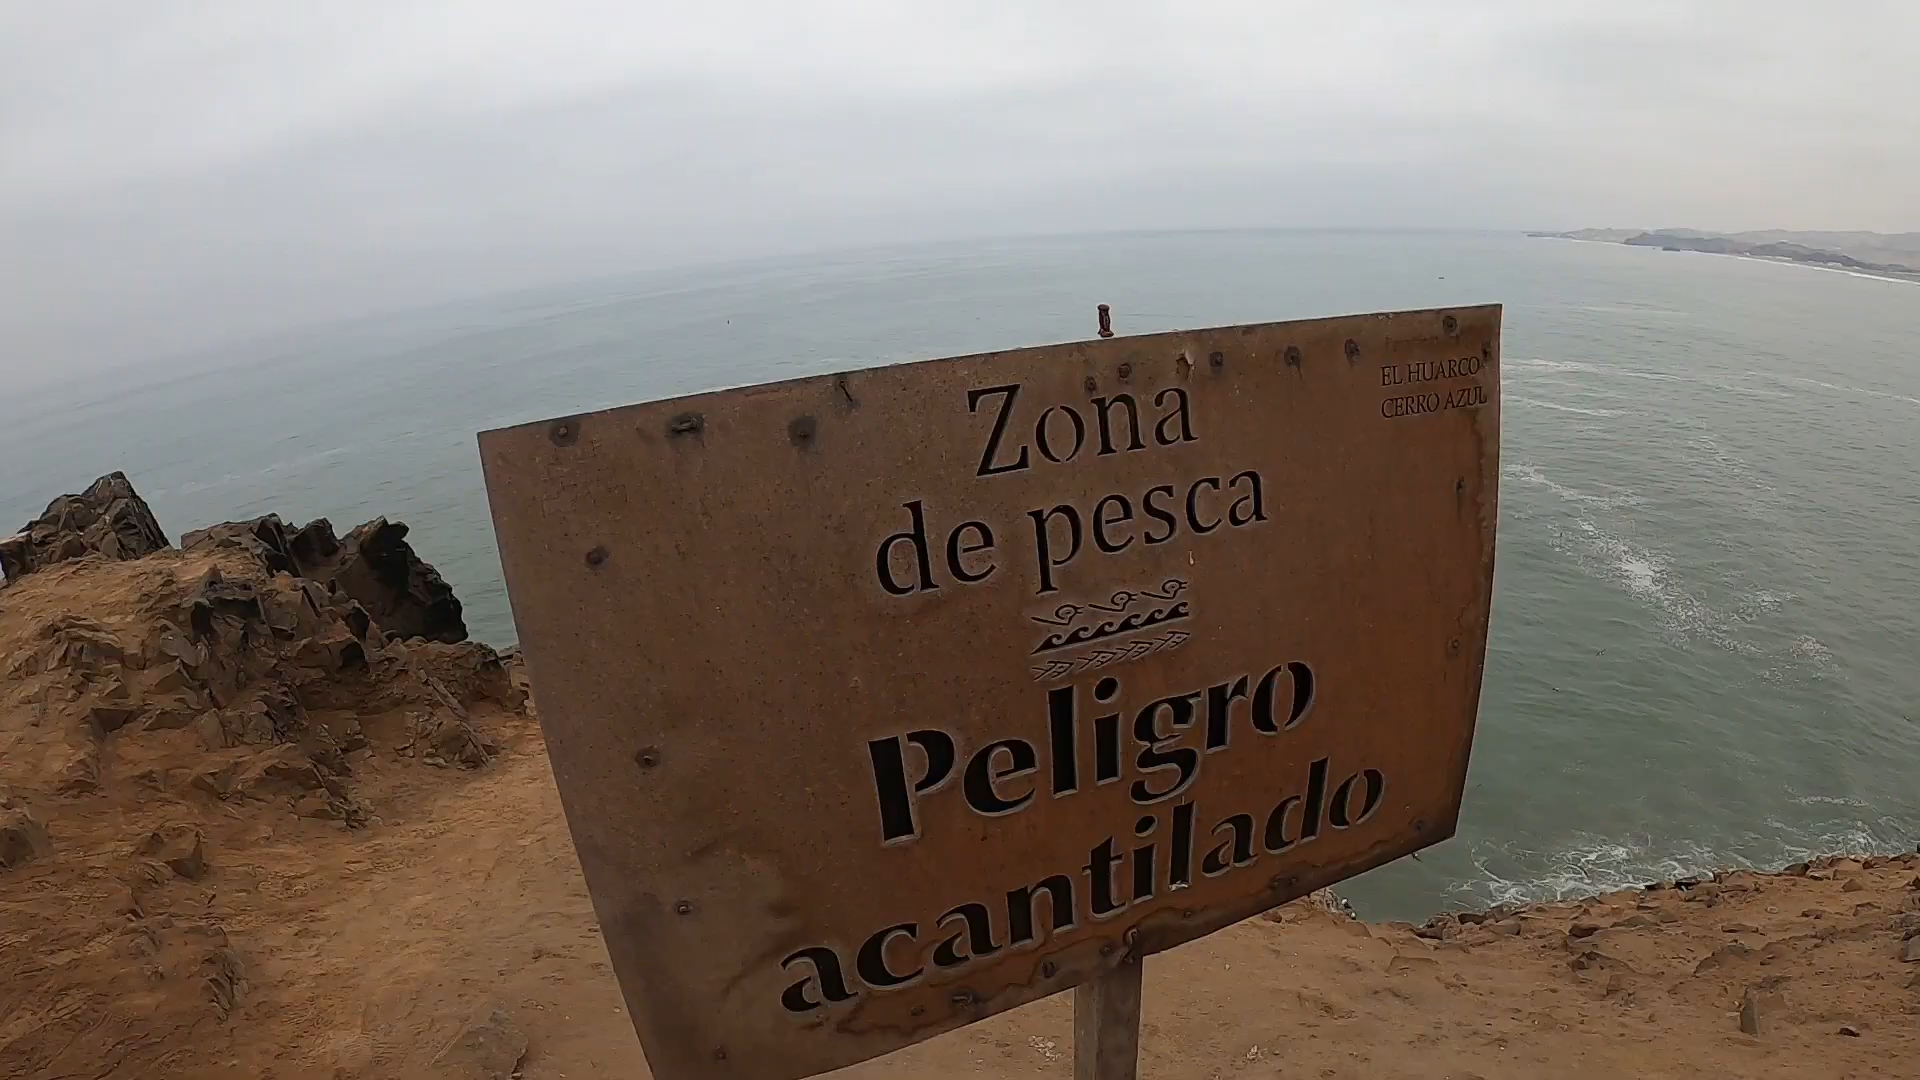 EL HUARCO
CERRO AZUL
Zona
de pesca
Peligro
acantilado